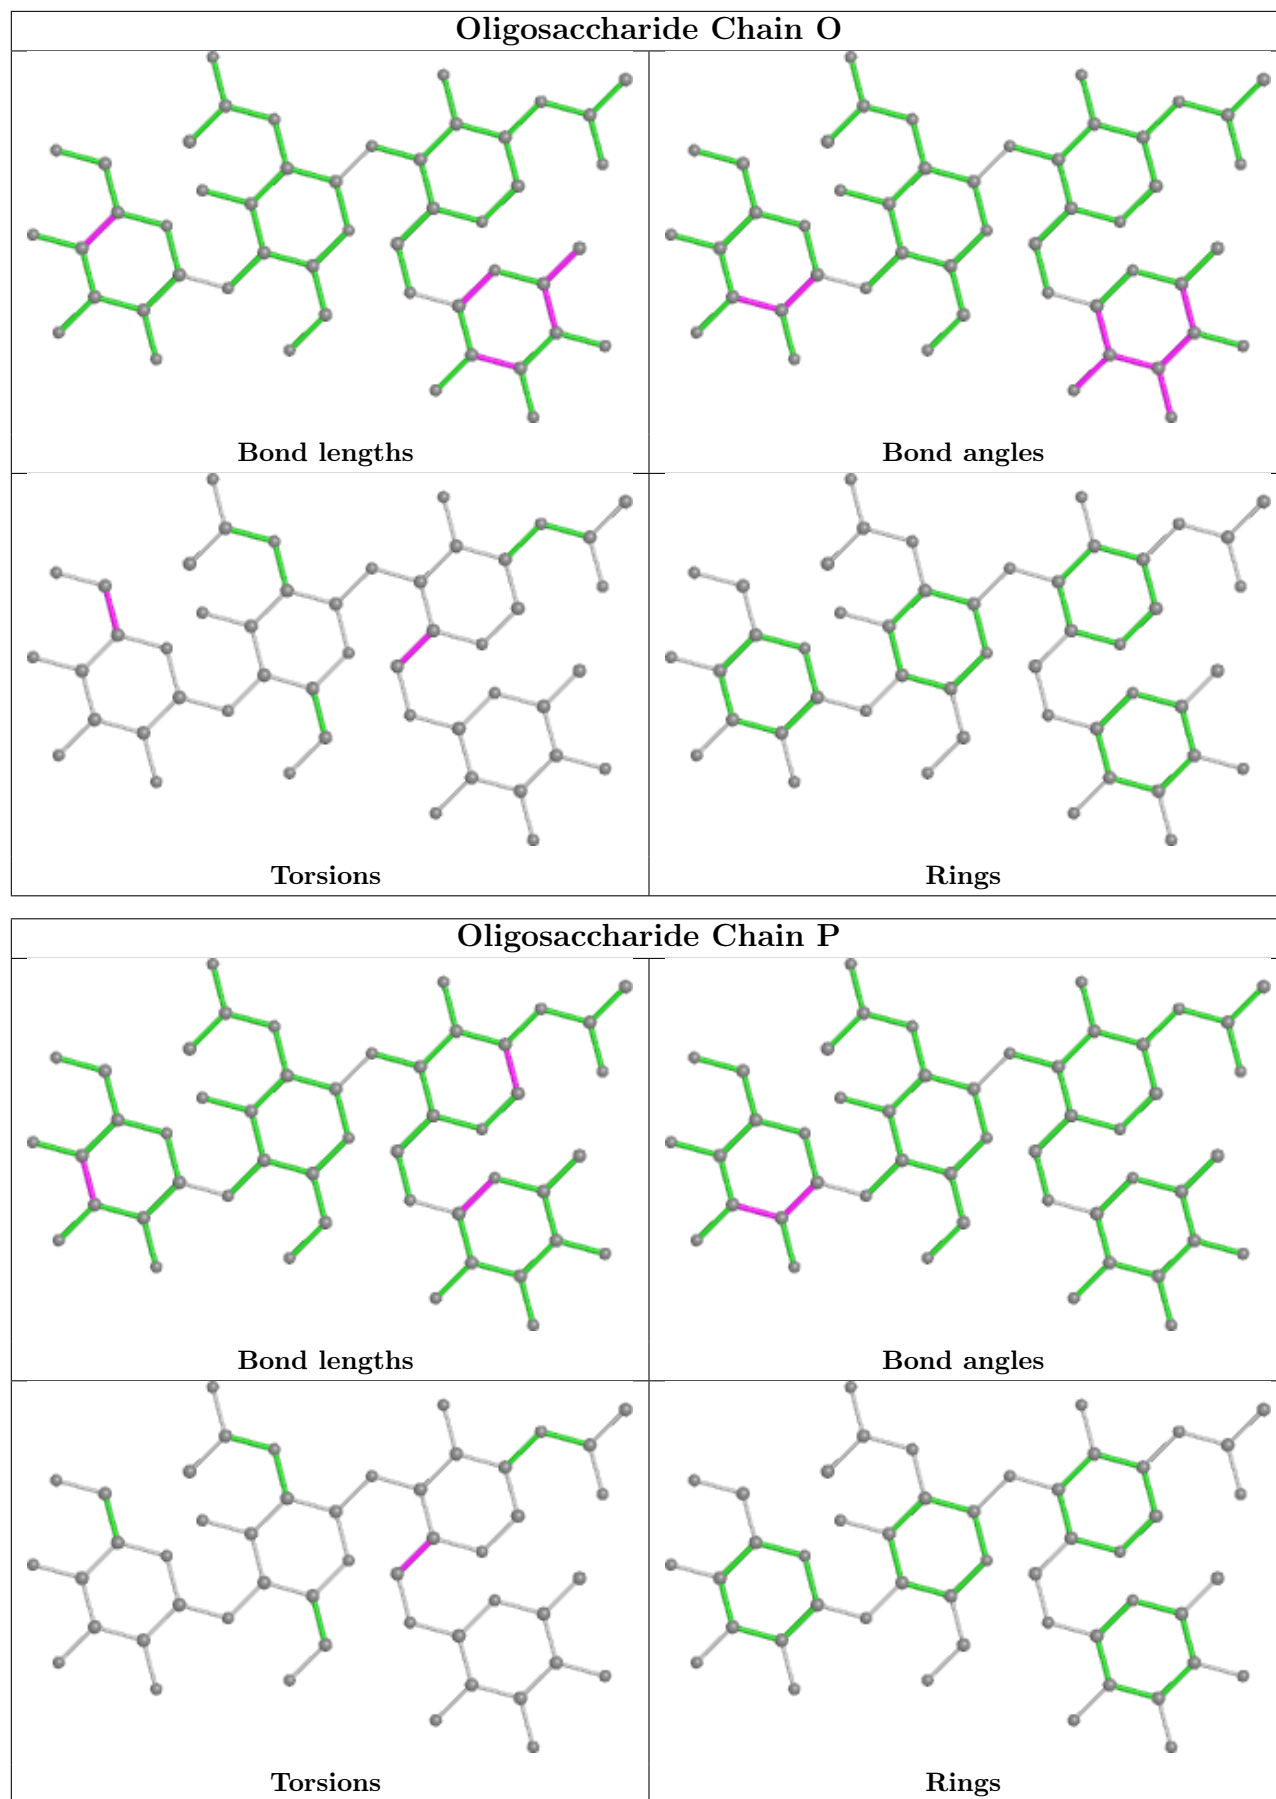 Oligosaccharide Chain O
Bond lengths
Bond angles
Torsions
Rings
Oligosaccharide Chain P
Bond lengths
Bond angles
Torsions
Rings